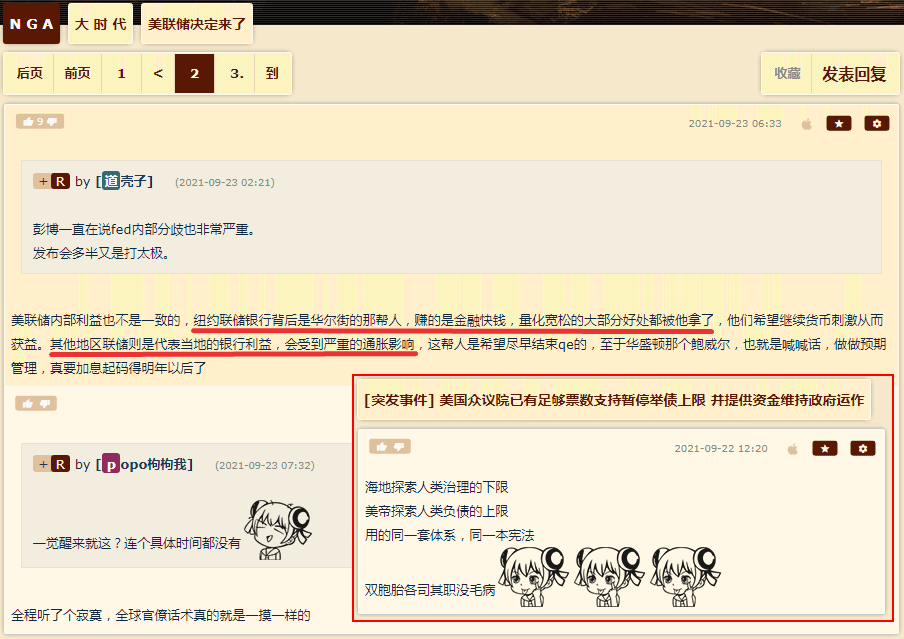 NGA 大时代 美联储决定来了
后页 前页 1 < 2 3. 到 收藏 发表回复
9 2021-09-23 06:33
+ R by [道壳子] (2021-09-23 02:21)
彭博一直在说fed内部分歧也非常严重。
发布会多半又是打太极。
美联储内部利益也不是一致的，纽约联储银行背后是华尔街的那帮人，赚的是金融快钱，量化宽松的大部分好处都被他拿了，他们希望继续货币刺激从而
获益。其他地区联储则是代表当地的银行利益，会受到严重的通胀影响，这帮人是希望尽早结束qe的，至于华盛顿那个鲍威尔，也就是喊喊话，做做预期
管理，真要加息起码得明年以后了
+ R by [popo枸枸我] (2021-09-23 07:32)
一觉醒来就这？连个具体时间都没有
全程听了个寂寞，全球官僚话术真的就是一摸一样的
[突发事件] 美国众议院已有足够票数支持暂停举债上限 并提供资金维持政府运作
2021-09-22 12:20
海地探索人类治理的下限
美帝探索人类负债的上限
用的同一套体系，同一本宪法
双胞胎各司其职没毛病